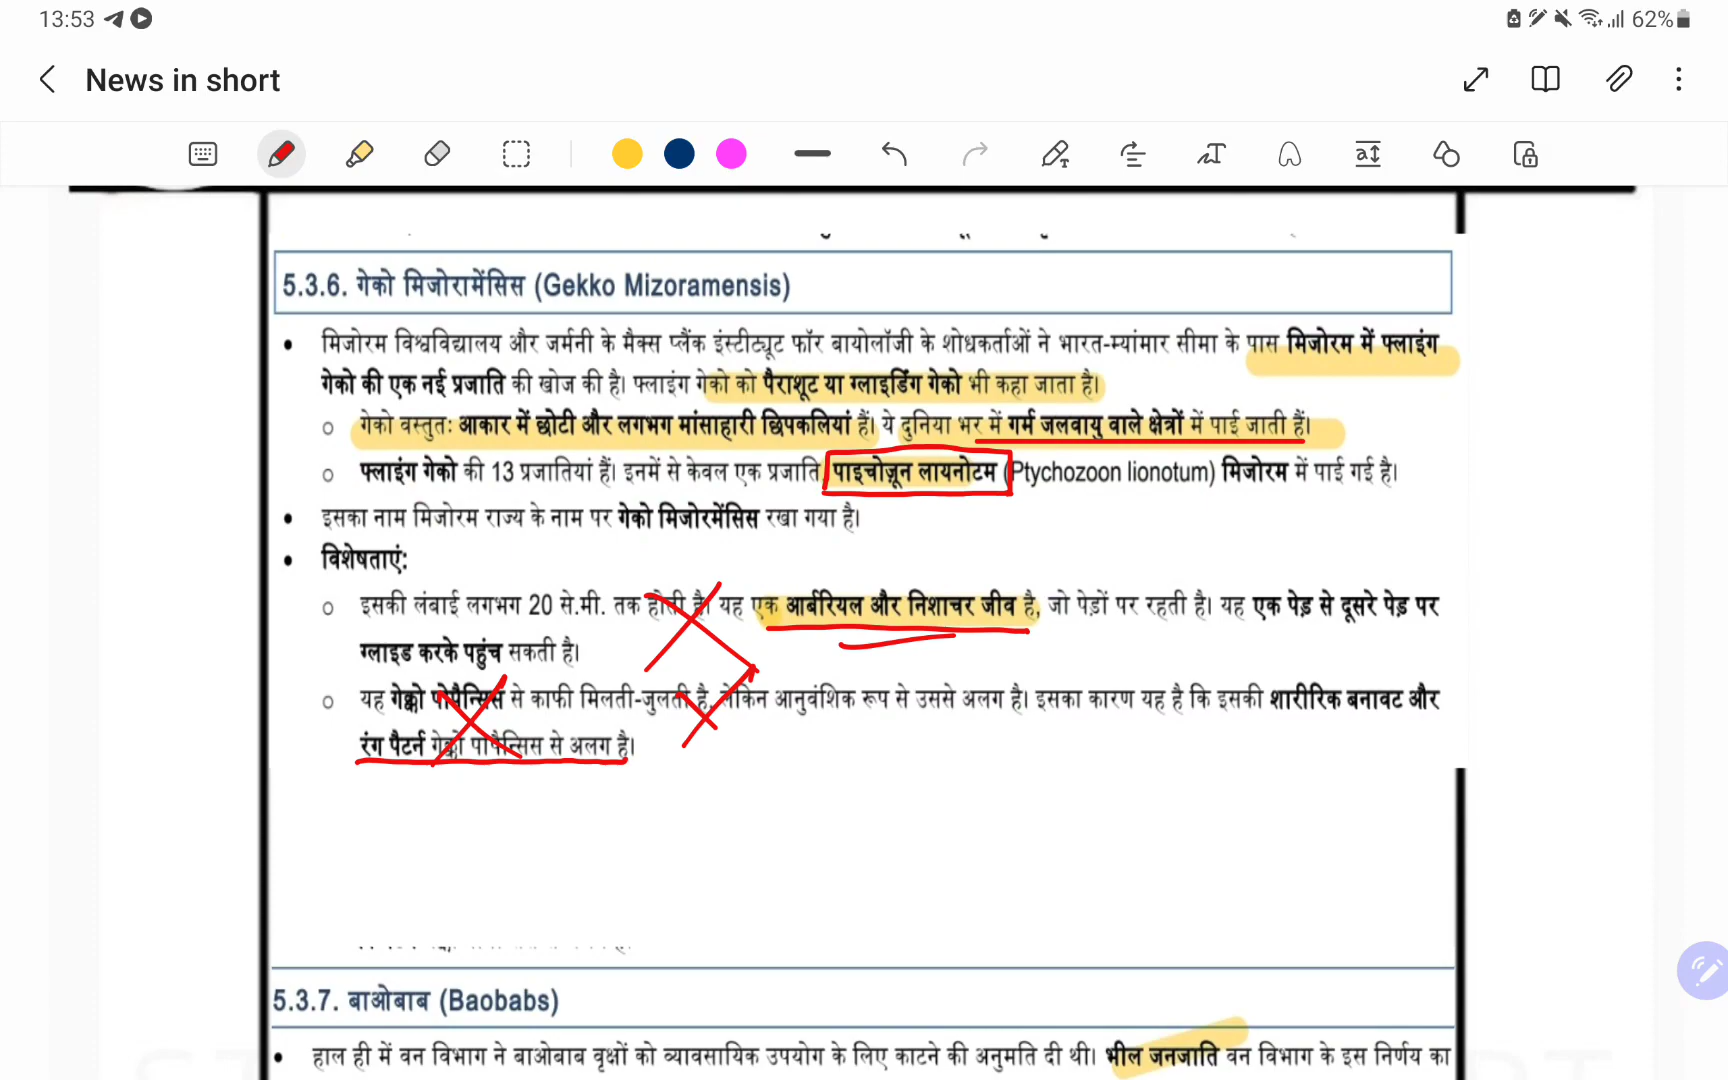 13:53
62%
News in short
5.3.6. गेको मिजोरामेंसिस (Gekko Mizoramensis)
• मिजोरम विश्वविद्यालय और जर्मनी के मैक्स प्लैंक इंस्टीट्यूट फॉर बायोलॉजी के शोधकर्ताओं ने भारत-म्यांमार सीमा के पास मिजोरम में फ्लाइंग
गेको की एक नई प्रजाति की खोज की है। फ्लाइंग गेको को पैराशूट या ग्लाइडिंग गेको भी कहा जाता है।
o गेको वस्तुतः आकार में छोटी और लगभग मांसाहारी छिपकलियां हैं। ये दुनिया भर में गर्म जलवायु वाले क्षेत्रों में पाई जाती हैं।
o फ्लाइंग गेको की 13 प्रजातियां हैं। इनमें से केवल एक प्रजाति पाइचोज़ून लायनोटम (Ptychozoon lionotum) मिजोरम में पाई गई है।
• इसका नाम मिजोरम राज्य के नाम पर गेको मिजोरमेंसिस रखा गया है।
• विशेषताएं:
o इसकी लंबाई लगभग 20 से.मी. तक होती है। यह एक आर्बरियल और निशाचर जीव है, जो पेड़ों पर रहती है। यह एक पेड़ से दूसरे पेड़ पर
ग्लाइड करके पहुंच सकती है।
o यह गेक्को पोपैन्सिस से काफी मिलती-जुलती है, लेकिन आनुवंशिक रूप से उससे अलग है। इसका कारण यह है कि इसकी शारीरिक बनावट और
रंग पैटर्न गेक्को पोपैन्सिस से अलग है।
5.3.7. बाओबाब (Baobabs)
• हाल ही में वन विभाग ने बाओबाब वृक्षों को व्यावसायिक उपयोग के लिए काटने की अनुमति दी थी। भील जनजाति वन विभाग के इस निर्णय का